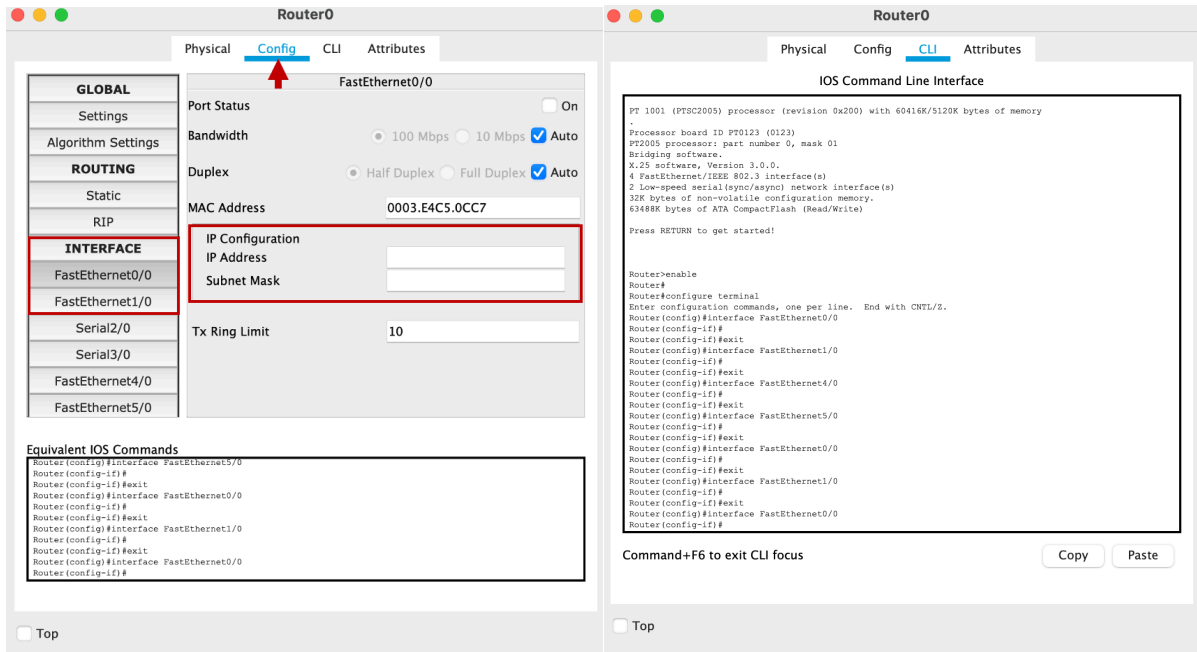 Router0
Physical Config CLI Attributes
GLOBAL
Settings
Algorithm Settings
ROUTING
Static
RIP
INTERFACE
FastEthernet0/0
FastEthernet1/0
Serial2/0
Serial3/0
FastEthernet4/0
FastEthernet5/0
FastEthernet0/0
Port Status On
Bandwidth 100 Mbps 10 Mbps Auto
Duplex Half Duplex Full Duplex Auto
MAC Address 0003.E4C5.0CC7
IP Configuration
IP Address
Subnet Mask
Tx Ring Limit 10
Equivalent IOS Commands
Router(config)#interface FastEthernet5/0
Router(config-if)#
Router(config-if)#exit
Router(config)#interface FastEthernet0/0
Router(config-if)#
Router(config-if)#exit
Router(config)#interface FastEthernet1/0
Router(config-if)#
Router(config-if)#exit
Router(config)#interface FastEthernet0/0
Router(config-if)#
Top
Router0
Physical Config CLI Attributes
IOS Command Line Interface
PT 1001 (PTSC2005) processor (revision 0x200) with 60416K/5120K bytes of memory
.
Processor board ID PT0123 (0123)
PT2005 processor: part number 0, mask 01
Bridging software.
X.25 software, Version 3.0.0.
4 FastEthernet/IEEE 802.3 interface(s)
2 Low-speed serial(sync/async) network interface(s)
32K bytes of non-volatile configuration memory.
63488K bytes of ATA CompactFlash (Read/Write)
Press RETURN to get started!
Router>enable
Router#
Router#configure terminal
Enter configuration commands, one per line. End with CNTL/Z.
Router(config)#interface FastEthernet0/0
Router(config-if)#
Router(config-if)#exit
Router(config)#interface FastEthernet1/0
Router(config-if)#
Router(config-if)#exit
Router(config)#interface FastEthernet4/0
Router(config-if)#
Router(config-if)#exit
Router(config)#interface FastEthernet5/0
Router(config-if)#
Router(config-if)#exit
Router(config)#interface FastEthernet0/0
Router(config-if)#
Router(config-if)#exit
Router(config)#interface FastEthernet1/0
Router(config-if)#
Router(config-if)#exit
Router(config)#interface FastEthernet0/0
Router(config-if)#
Command+F6 to exit CLI focus
Copy Paste
Top